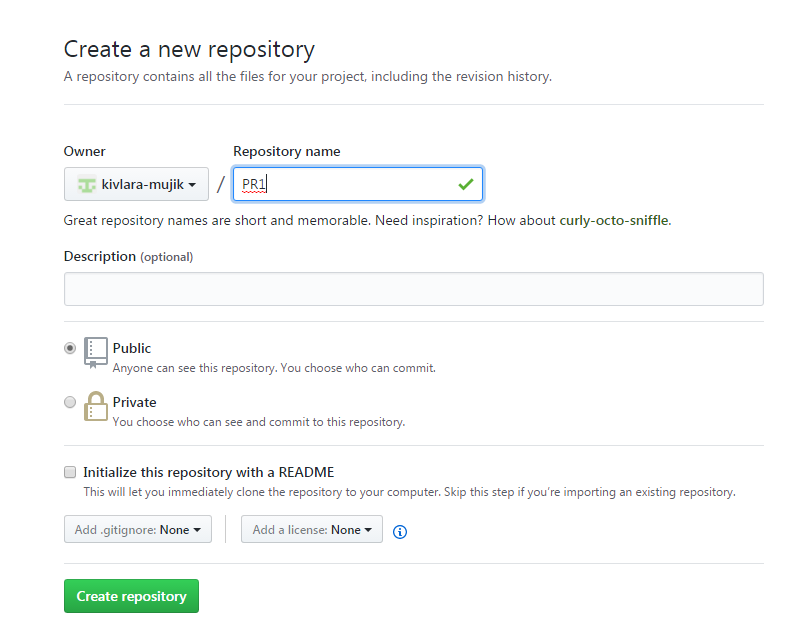 Create a new repository
A repository contains all the files for your project, including the revision history.
Owner Repository name
kivlara-mujik / PR1
Great repository names are short and memorable. Need inspiration? How about curly-octo-sniffle.
Description (optional)
Public
Anyone can see this repository. You choose who can commit.
Private
You choose who can see and commit to this repository.
Initialize this repository with a README
This will let you immediately clone the repository to your computer. Skip this step if you’re importing an existing repository.
Add .gitignore: None Add a license: None
Create repository